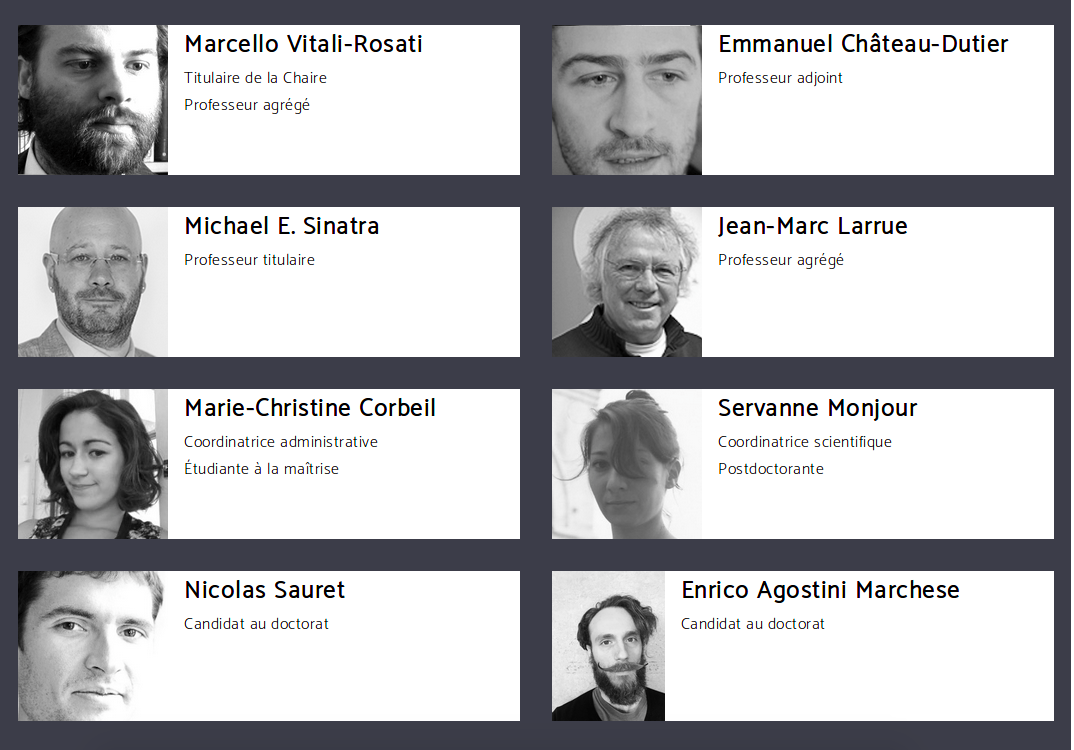 Marcello Vitali-Rosati
Titulaire de la Chaire
Professeur agrégé
Emmanuel Château-Dutier
Professeur adjoint
Michael E. Sinatra
Professeur titulaire
Jean-Marc Larrue
Professeur agrégé
Marie-Christine Corbeil
Coordinatrice administrative
Étudiante à la maîtrise
Servanne Monjour
Coordinatrice scientifique
Postdoctorante
Nicolas Sauret
Candidat au doctorat
Enrico Agostini Marchese
Candidat au doctorat